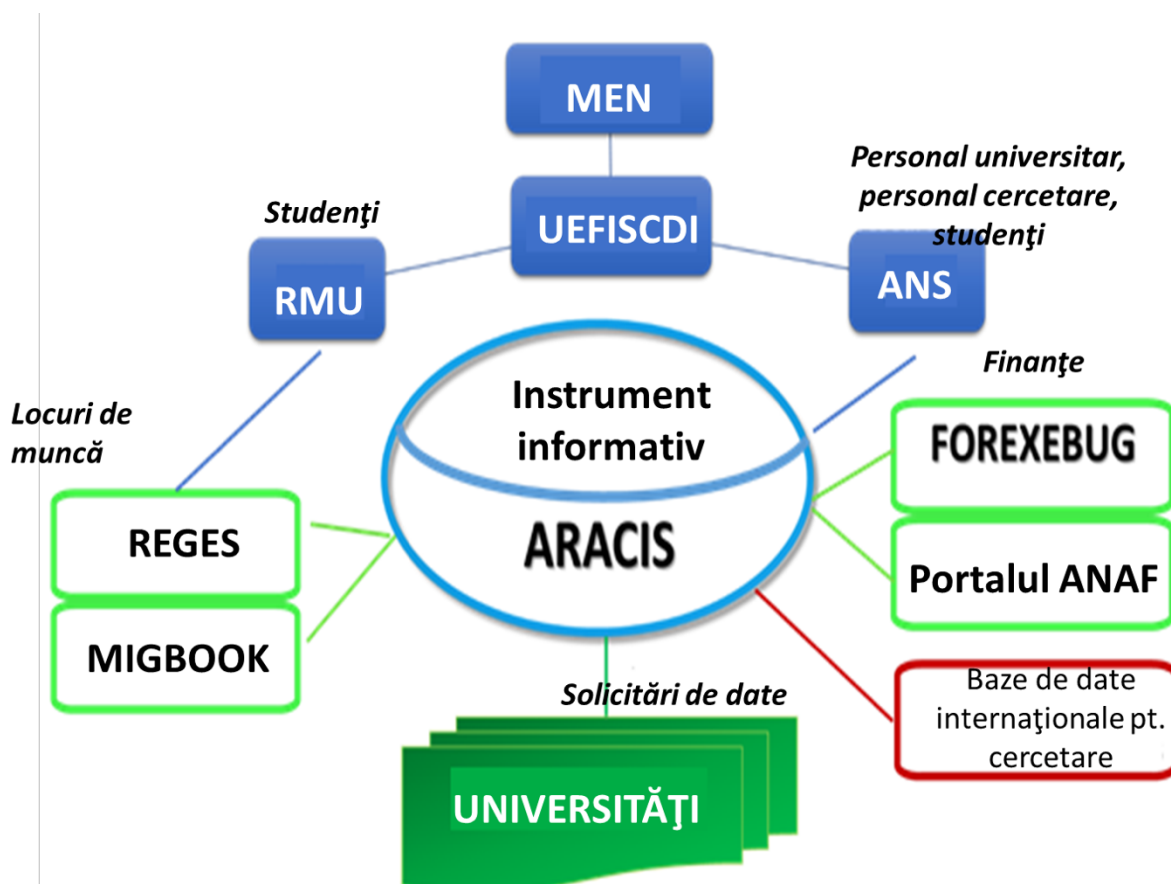 MEN
Personal universitar,
personal cercetare,
studenţi
Studenţi
UEFISCDI
RMU
ANS
Instrument
informativ
ARACIS
Finanţe
FOREXEBUG
Portalul ANAF
Locuri de
muncă
REGES
MIGBOOK
Baze de date
internaţionale pt.
cercetare
Solicitări de date
UNIVERSITĂŢI